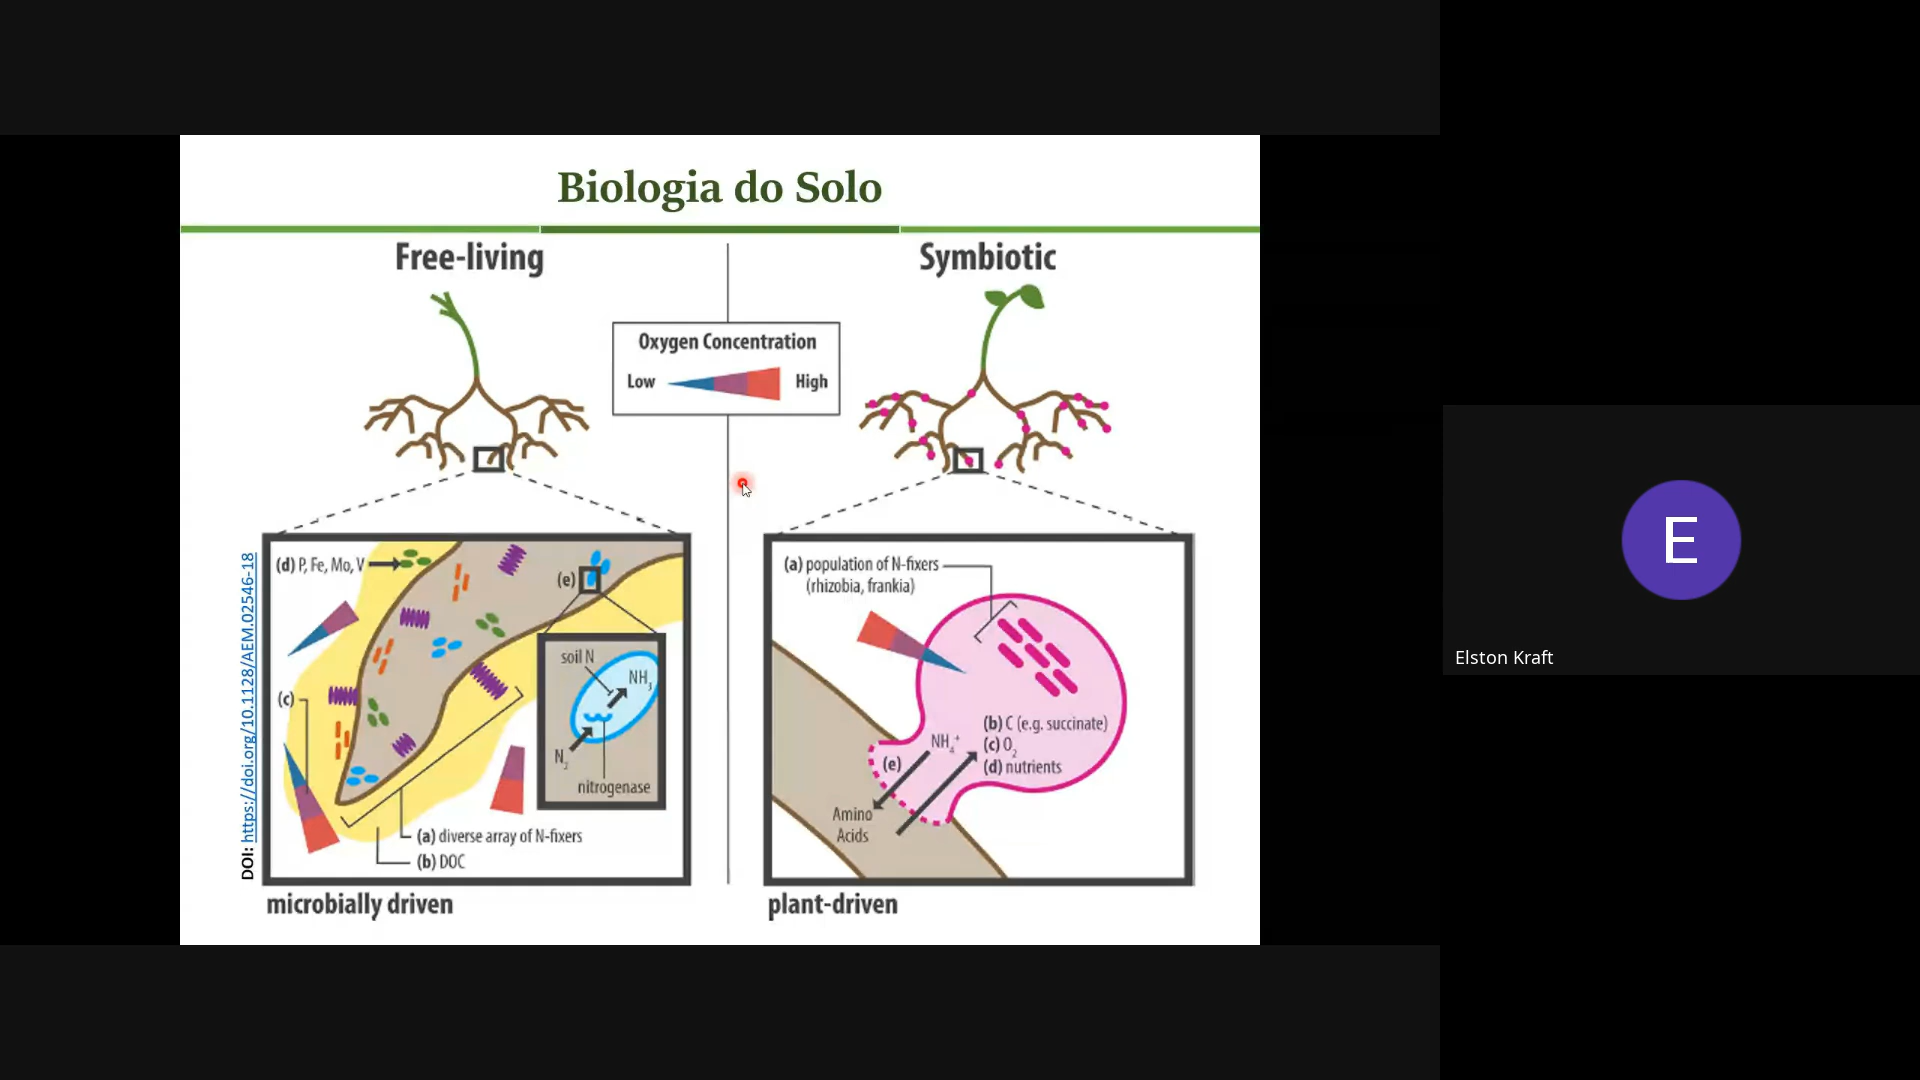 Biologia do Solo
Free-living
Symbiotic
Oxygen Concentration
Low
High
DOI: https://doi.org/10.1128/AEM.02546-18
(d) P, Fe, Mo, V
(e)
(c)
soil N
NH3
N2
nitrogenase
(a) diverse array of N-fixers
(b) DOC
microbially driven
(a) population of N-fixers
(rhizobia, frankia)
(b) C (e.g. succinate)
(c) O2
(d) nutrients
NH4+
(e)
Amino
Acids
plant-driven
E
Elston Kraft